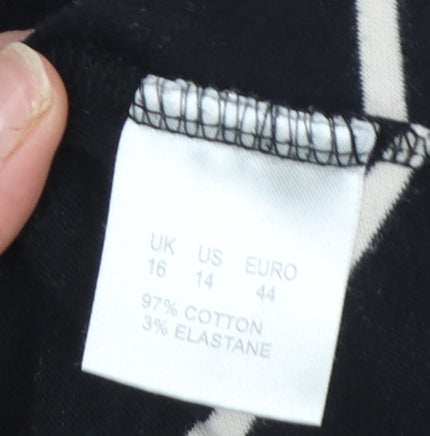 UK US EURO
16 14 44
97% COTTON
3% ELASTANE